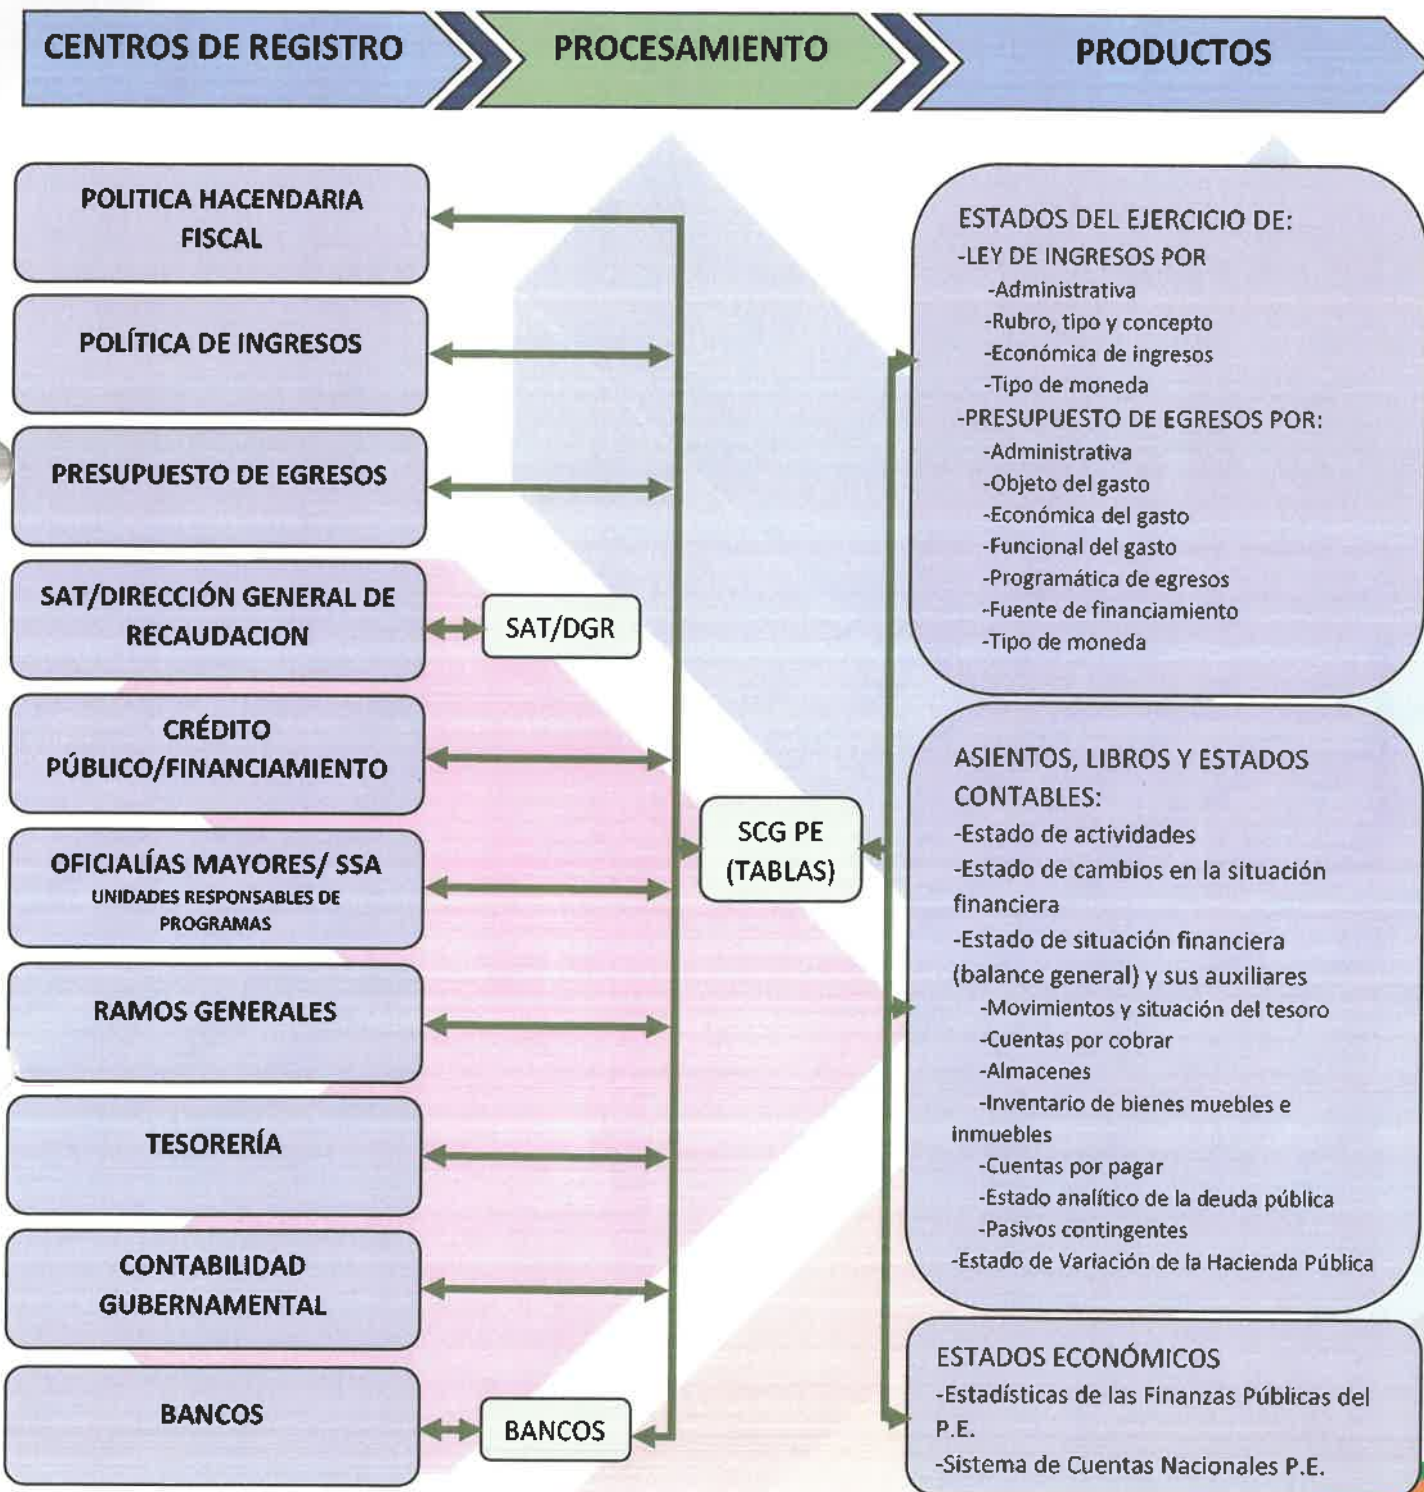 CENTROS DE REGISTRO
PROCESAMIENTO
PRODUCTOS
POLITICA HACENDARIA
FISCAL
POLÍTICA DE INGRESOS
PRESUPUESTO DE EGRESOS
SAT/DIRECCIÓN GENERAL DE
RECAUDACION
CRÉDITO
PÚBLICO/FINANCIAMIENTO
OFICIALÍAS MAYORES/ SSA
UNIDADES RESPONSABLES DE
PROGRAMAS
RAMOS GENERALES
TESORERÍA
CONTABILIDAD
GUBERNAMENTAL
BANCOS
SAT/DGR
SCG PE
(TABLAS)
BANCOS
ESTADOS DEL EJERCICIO DE:
-LEY DE INGRESOS POR
-Administrativa
-Rubro, tipo y concepto
-Económica de ingresos
-Tipo de moneda
-PRESUPUESTO DE EGRESOS POR:
-Administrativa
-Objeto del gasto
-Económica del gasto
-Funcional del gasto
-Programática de egresos
-Fuente de financiamiento
-Tipo de moneda
ASIENTOS, LIBROS Y ESTADOS
CONTABLES:
-Estado de actividades
-Estado de cambios en la situación
financiera
-Estado de situación financiera
(balance general) y sus auxiliares
-Movimientos y situación del tesoro
-Cuentas por cobrar
-Almacenes
-Inventario de bienes muebles e
inmuebles
-Cuentas por pagar
-Estado analítico de la deuda pública
-Pasivos contingentes
-Estado de Variación de la Hacienda Pública
ESTADOS ECONÓMICOS
-Estadísticas de las Finanzas Públicas del
P.E.
-Sistema de Cuentas Nacionales P.E.